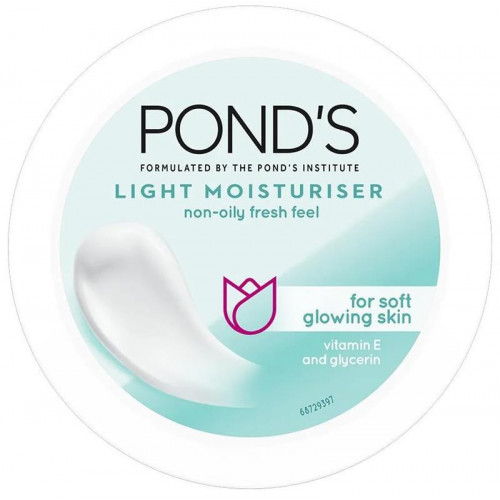 POND'S
FORMULATED BY THE POND'S INSTITUTE
LIGHT MOISTURISER
non-oily fresh feel
for soft
glowing skin
vitamin E
and glycerin
68729397